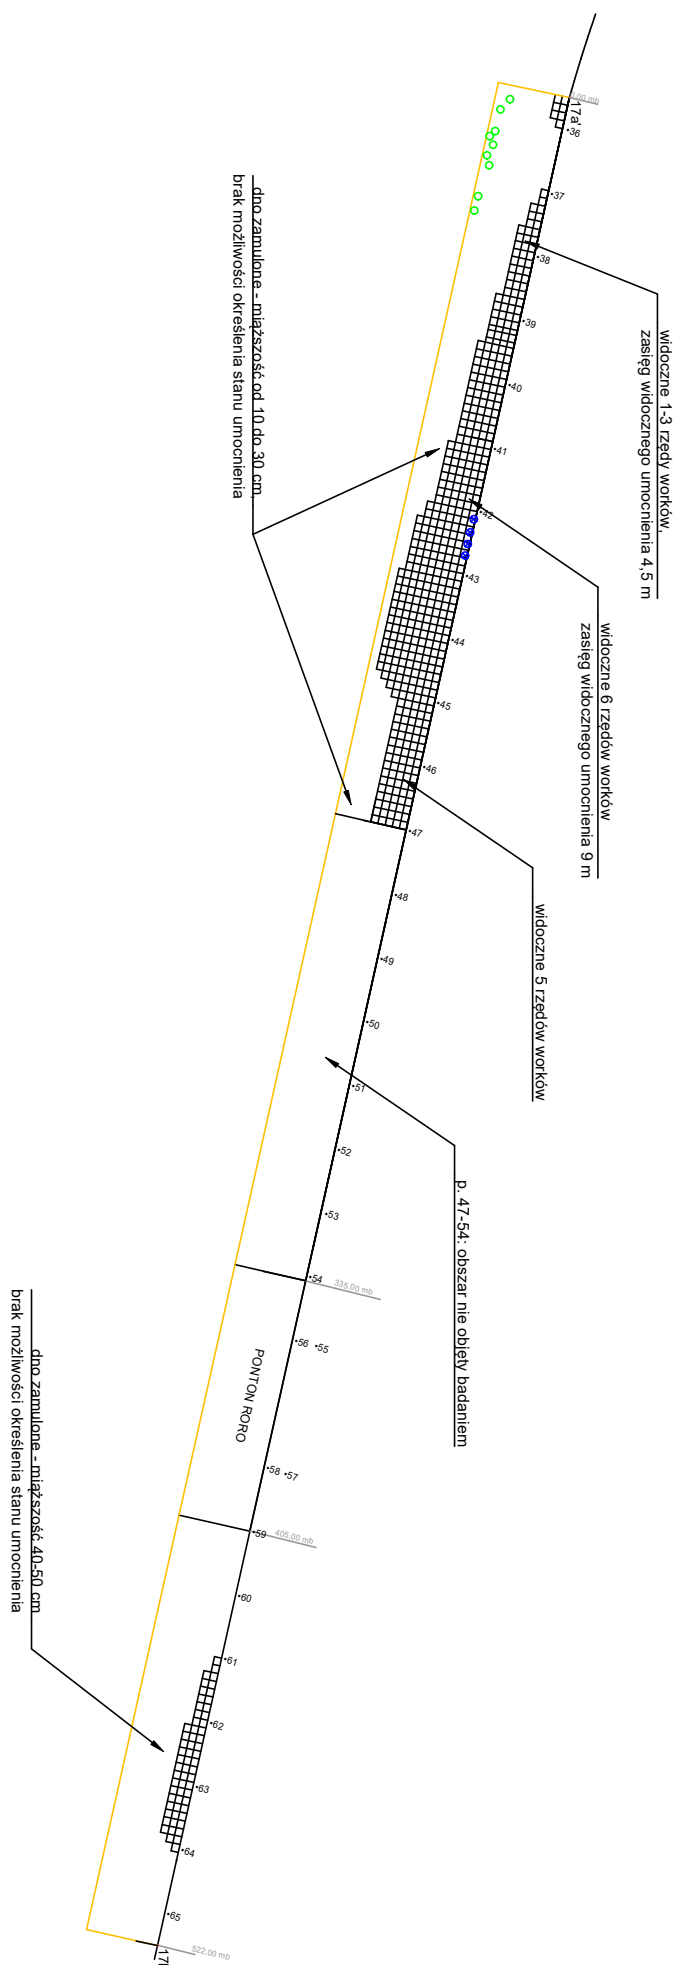 0.00 mb
17a'
36
37
38
39
40
41
42
43
44
45
46
47
48
49
50
51
52
53
54
335.00 mb
56
55
58
57
59
405.00 mb
60
61
62
63
64
65
522.00 mb
widoczne 1-3 rzędy worków,
zasięg widocznego umocnienia 4,5 m
widoczne 6 rzędów worków
zasięg widocznego umocnienia 9 m
widoczne 5 rzędów worków
dno zamulone - miąższość od 10 do 30 cm,
brak możliwości określenia stanu umocnienia
p. 47-54: obszar nie objęty badaniem
PONTON RORO
dno zamulone - miąższość 40-50 cm
brak możliwości określenia stanu umocnienia